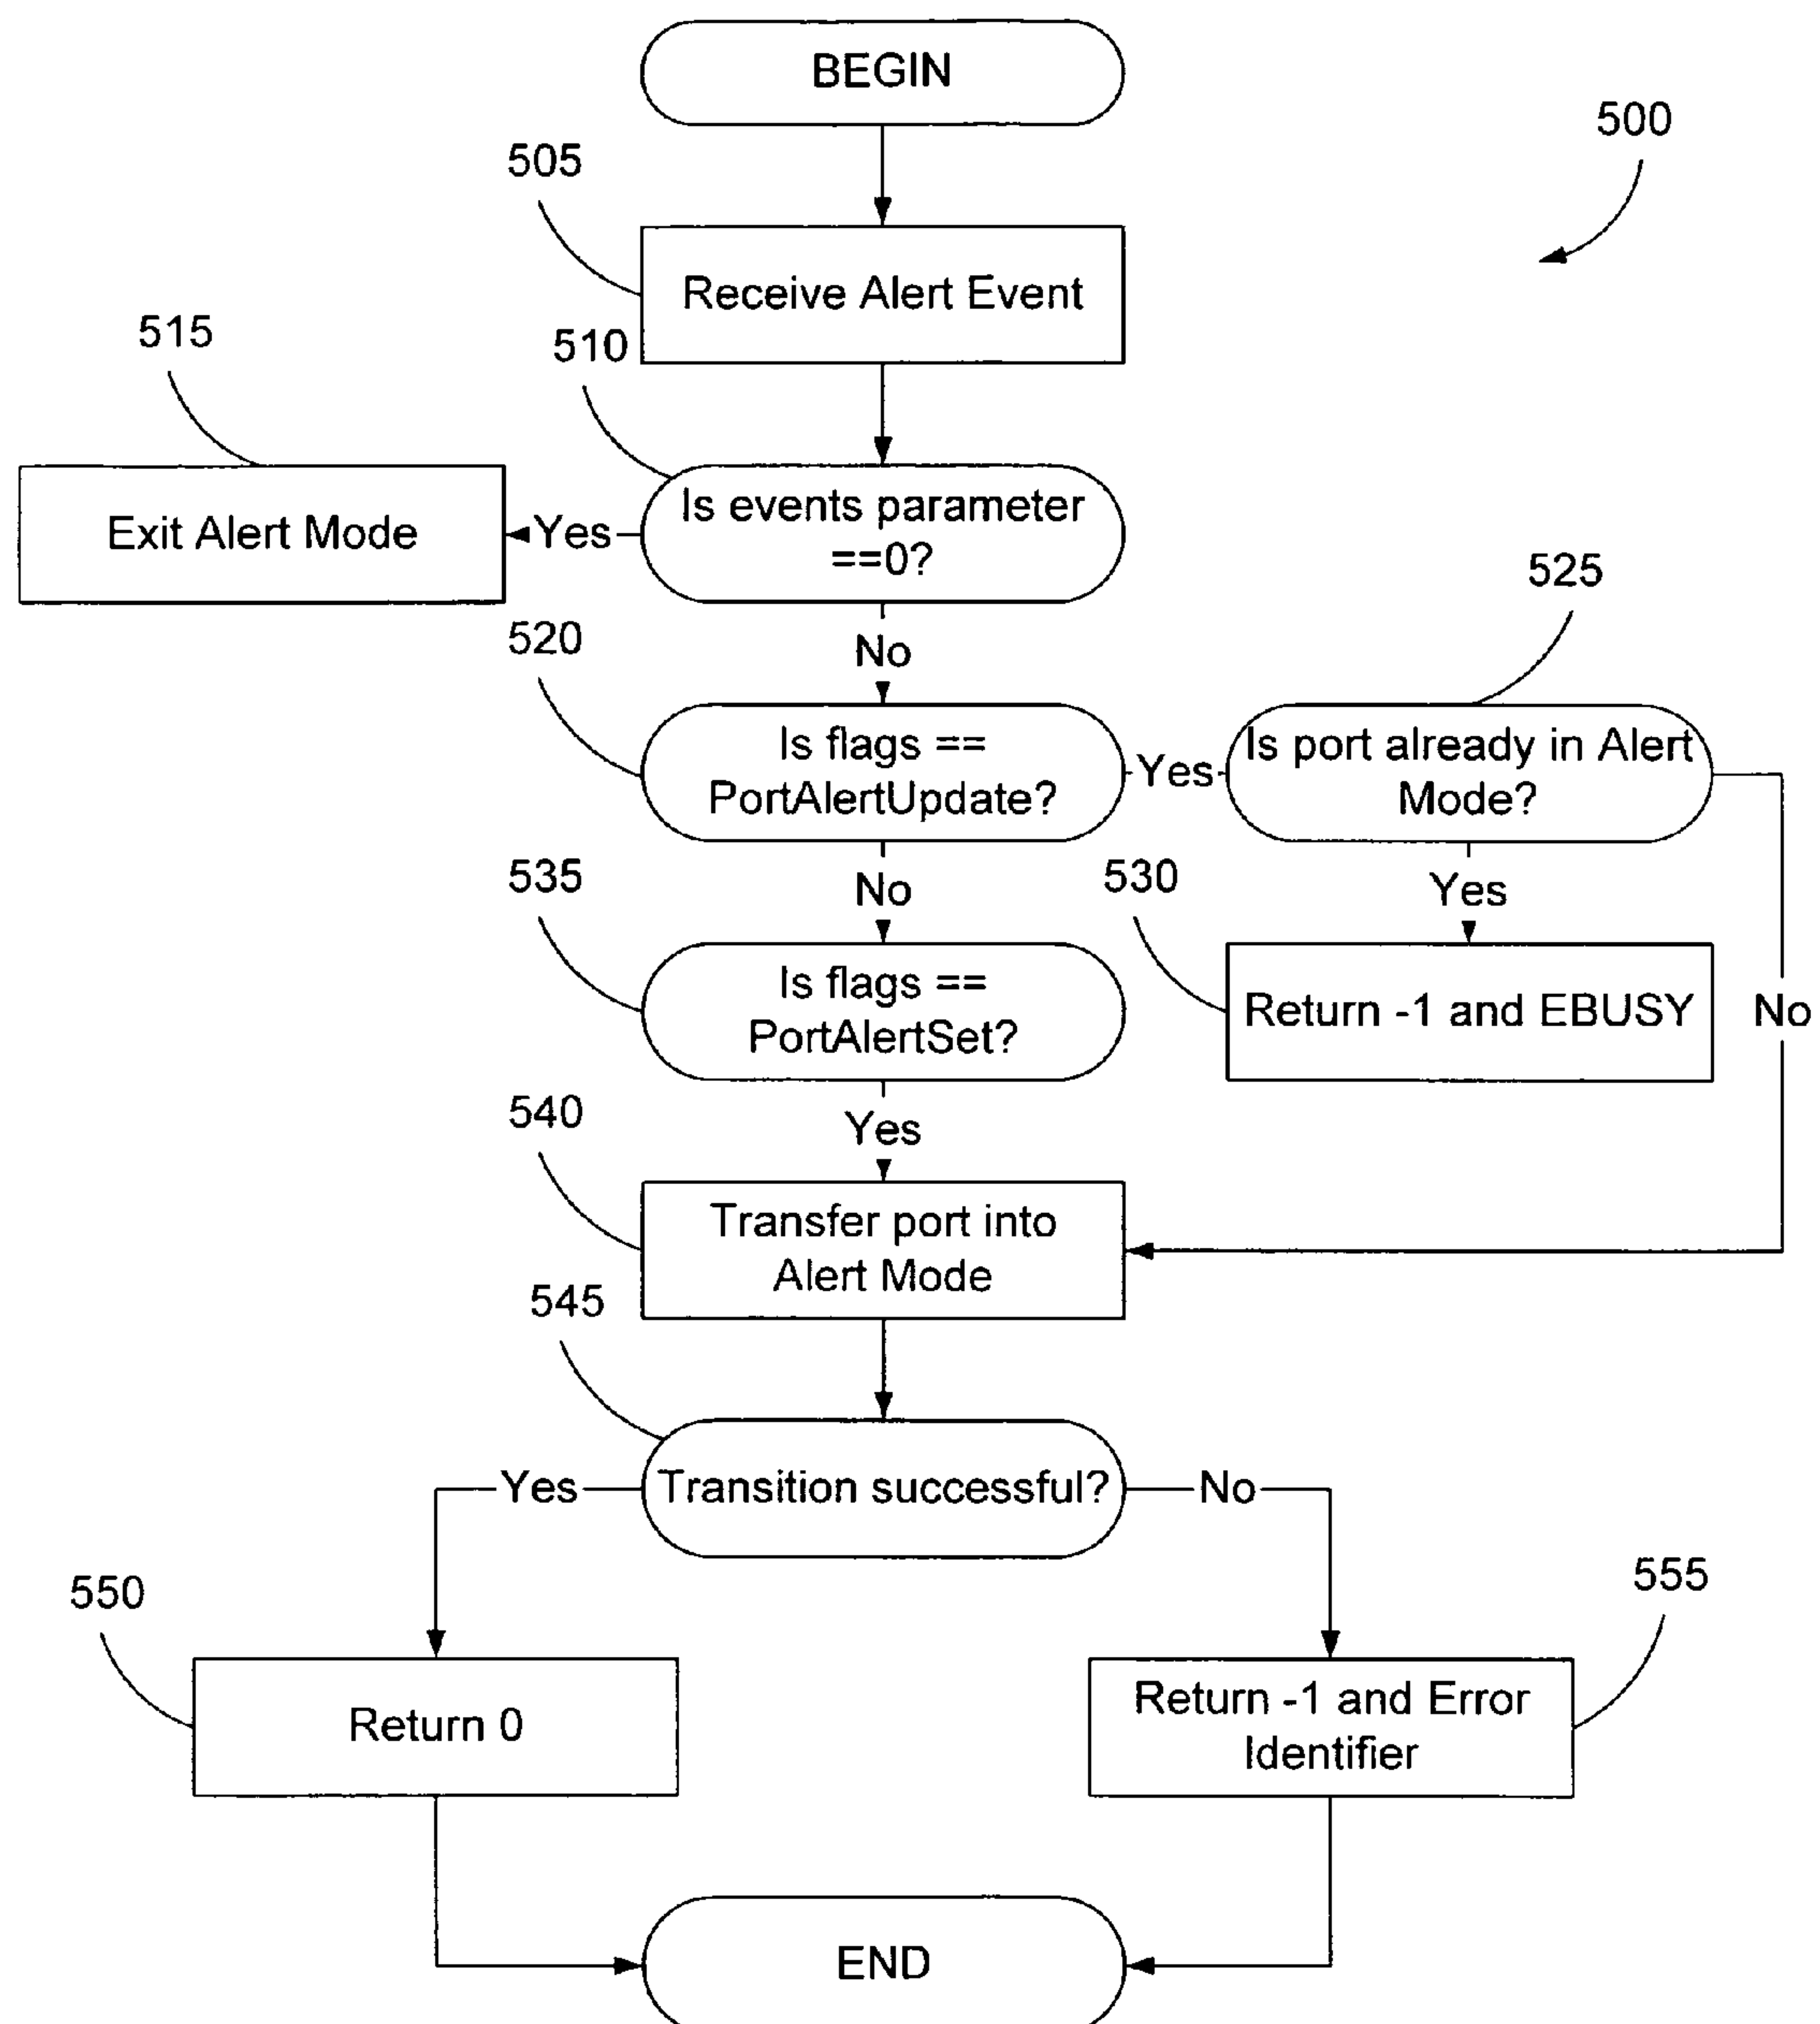 BEGIN
500
505
Receive Alert Event
515
510
Exit Alert Mode
Yes
Is events parameter
==0?
525
520
No
Is flags ==
PortAlertUpdate?
Yes
Is port already in Alert
Mode?
535
No
530
Yes
Is flags ==
PortAlertSet?
Return -1 and EBUSY
No
540
Yes
Transfer port into
Alert Mode
545
Yes
Transition successful?
No
550
555
Return 0
Return -1 and Error
Identifier
END